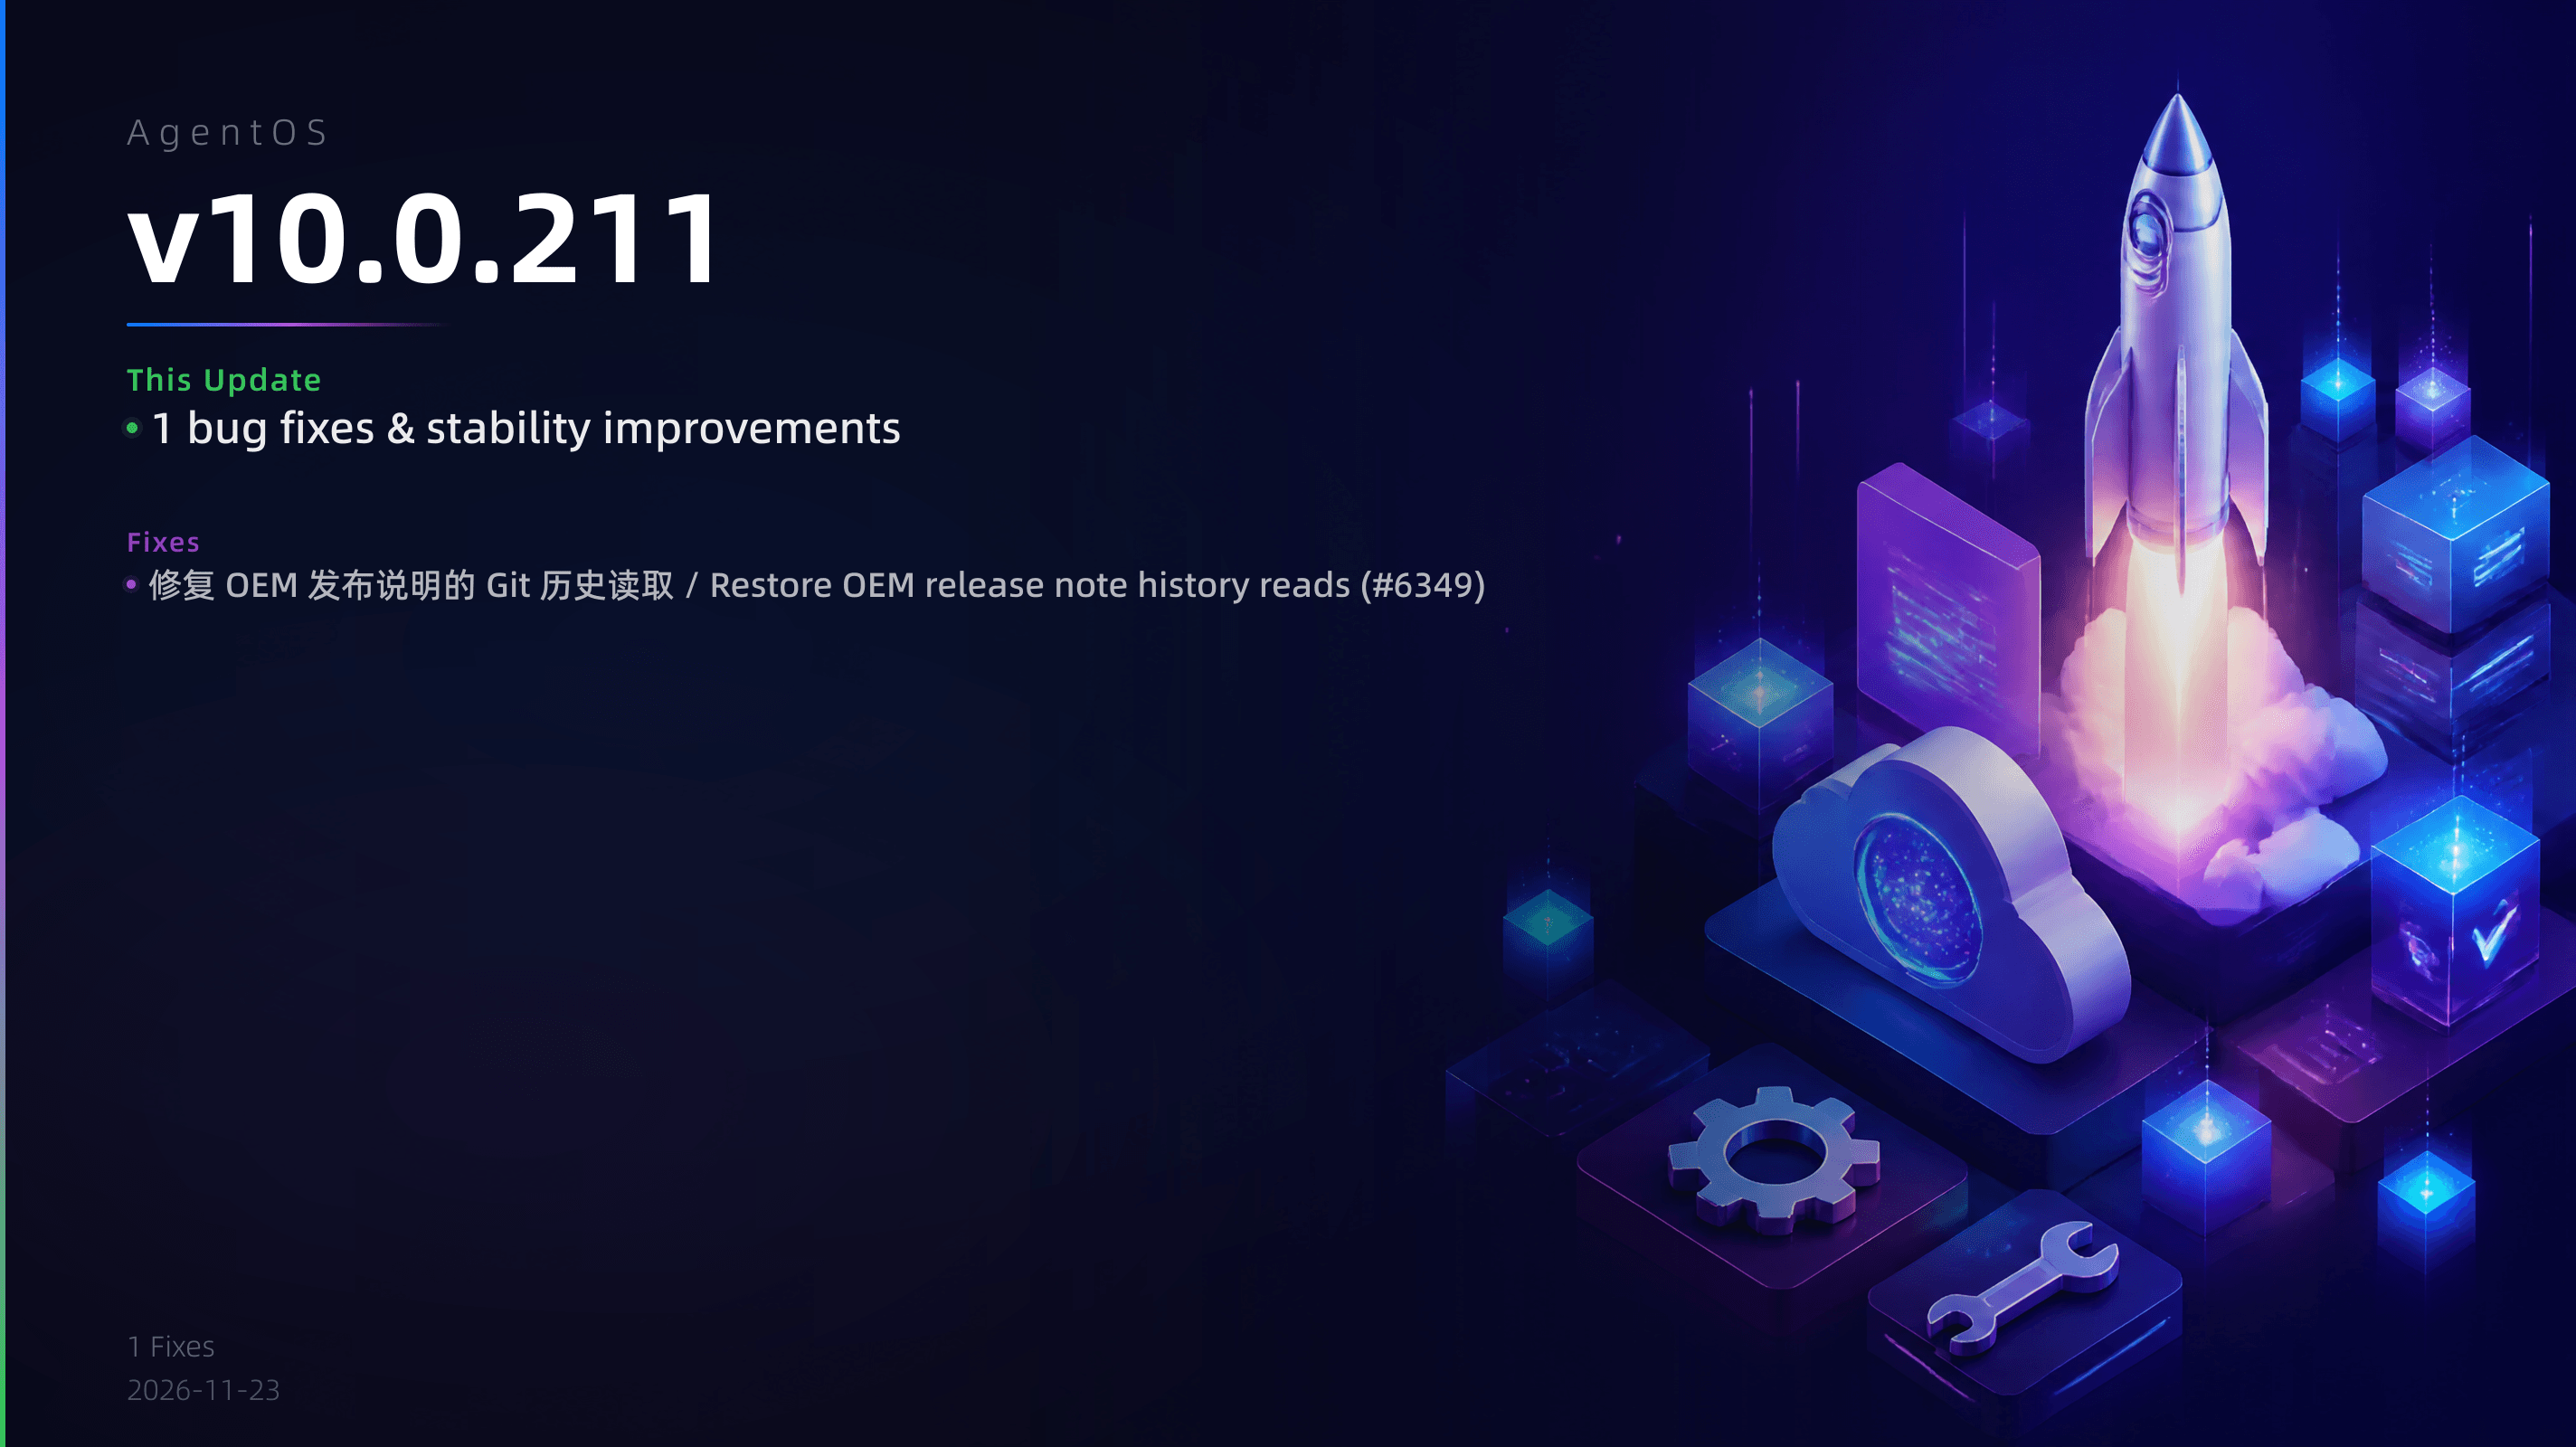 AgentOS
v10.0.211
This Update
1 bug fixes & stability improvements
Fixes
修复 OEM 发布说明的 Git 历史读取 / Restore OEM release note history reads (#6349)
1 Fixes
2026-11-23